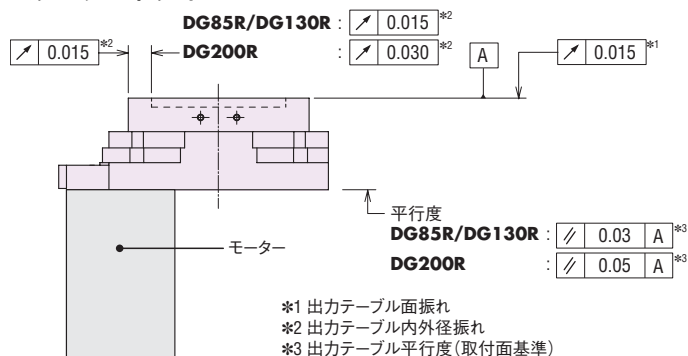 DG85R/DG130R : ↗ 0.015 *2
↗ 0.015 *2 DG200R : ↗ 0.030 *2 A ↗ 0.015 *1
平行度
DG85R/DG130R : // 0.03 A *3
モーター
DG200R : // 0.05 A *3
*1 出力テーブル面振れ
*2 出力テーブル内外径振れ
*3 出力テーブル平行度(取付面基準)